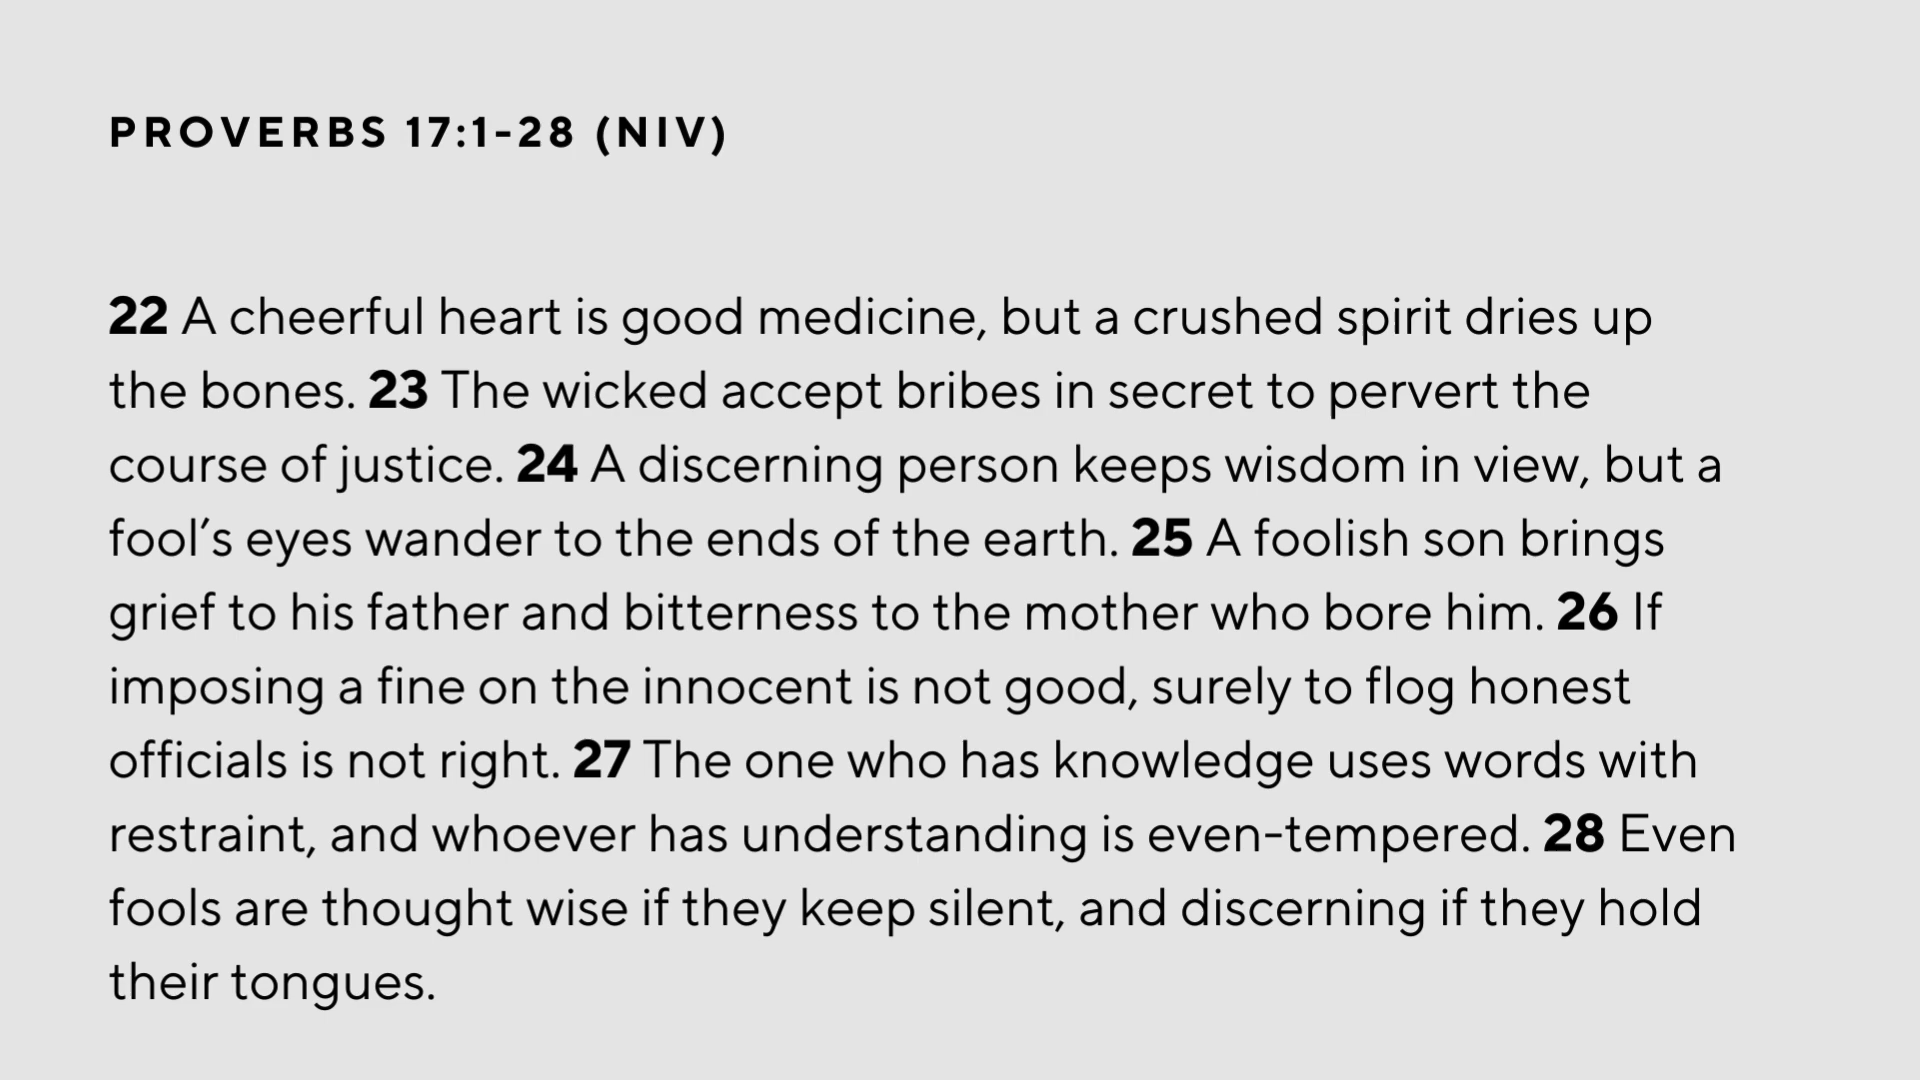 PROVERBS 17:1-28 (NIV)
22 A cheerful heart is good medicine, but a crushed spirit dries up
the bones. 23 The wicked accept bribes in secret to pervert the
course of justice. 24 A discerning person keeps wisdom in view, but a
fool’s eyes wander to the ends of the earth. 25 A foolish son brings
grief to his father and bitterness to the mother who bore him. 26 If
imposing a fine on the innocent is not good, surely to flog honest
officials is not right. 27 The one who has knowledge uses words with
restraint, and whoever has understanding is even-tempered. 28 Even
fools are thought wise if they keep silent, and discerning if they hold
their tongues.